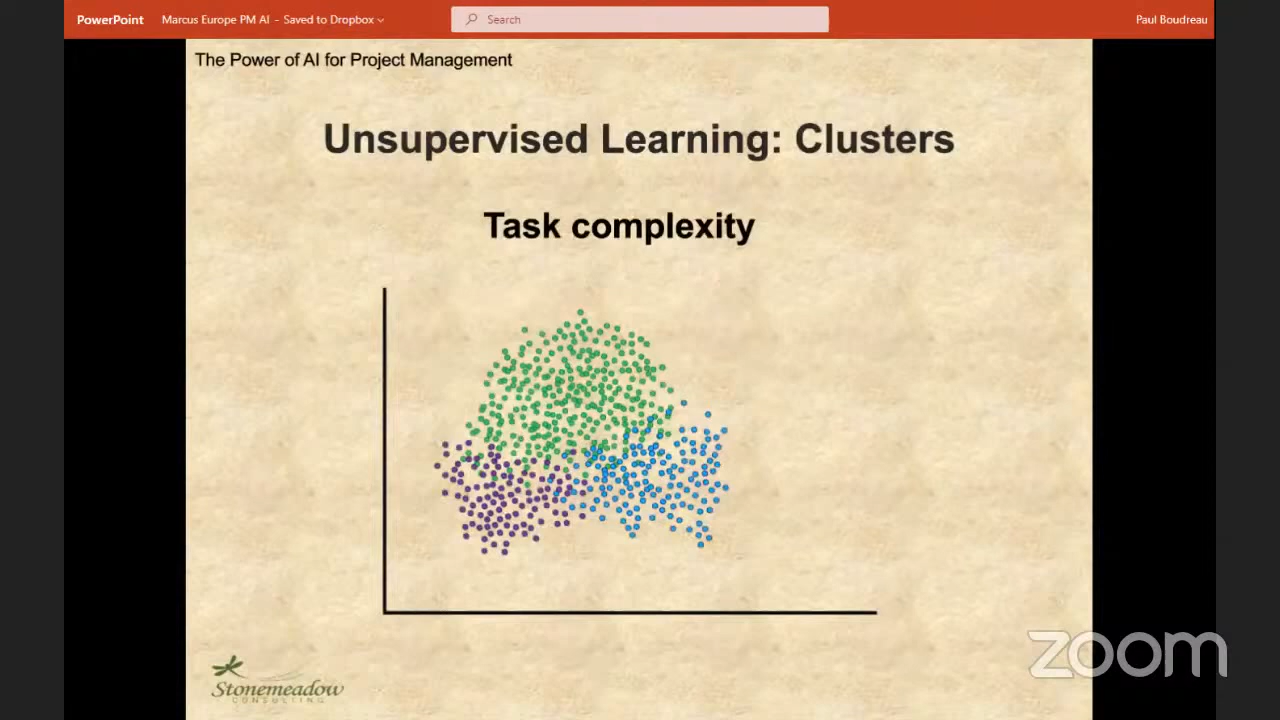 PowerPoint
Marcus Europe PM AI - Saved to Dropbox
Search
Paul Boudreau
The Power of AI for Project Management
Unsupervised Learning: Clusters
Task complexity
Stonemeadow
CONSULTING
zoom